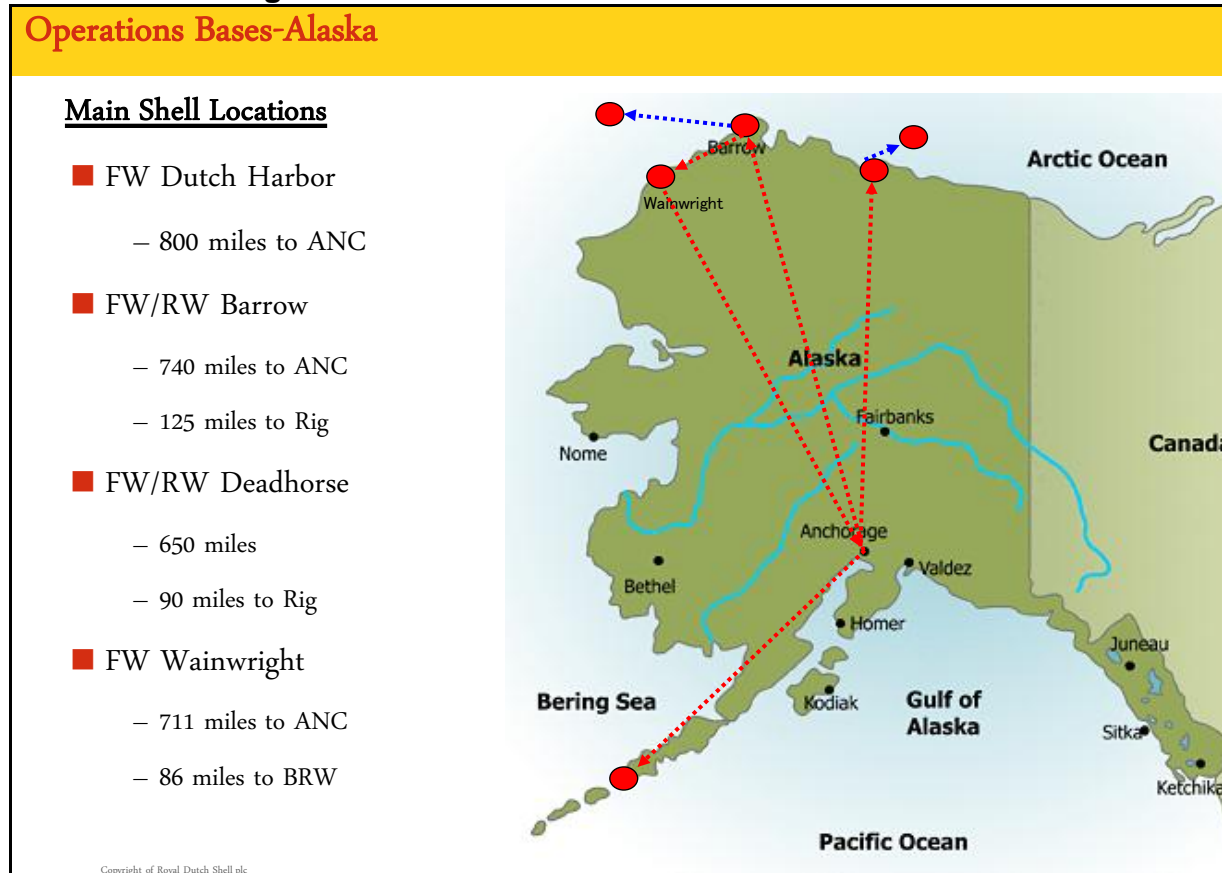 Operations Bases-Alaska
Main Shell Locations
FW Dutch Harbor
– 800 miles to ANC
FW/RW Barrow
– 740 miles to ANC
– 125 miles to Rig
FW/RW Deadhorse
– 650 miles
– 90 miles to Rig
FW Wainwright
– 711 miles to ANC
– 86 miles to BRW
Copyright of Royal Dutch Shell plc
Barrow
Arctic Ocean
Wainwright
Alaska
Fairbanks
Canada
Nome
Anchorage
Valdez
Bethel
Homer
Juneau
Bering Sea
Kodiak
Gulf of
Alaska
Sitka
Ketchika
Pacific Ocean